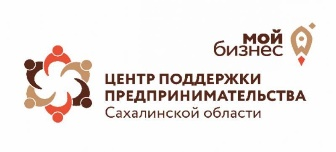 мой
бизнес
ЦЕНТР ПОДДЕРЖКИ
ПРЕДПРИНИМАТЕЛЬСТВА
Сахалинской области